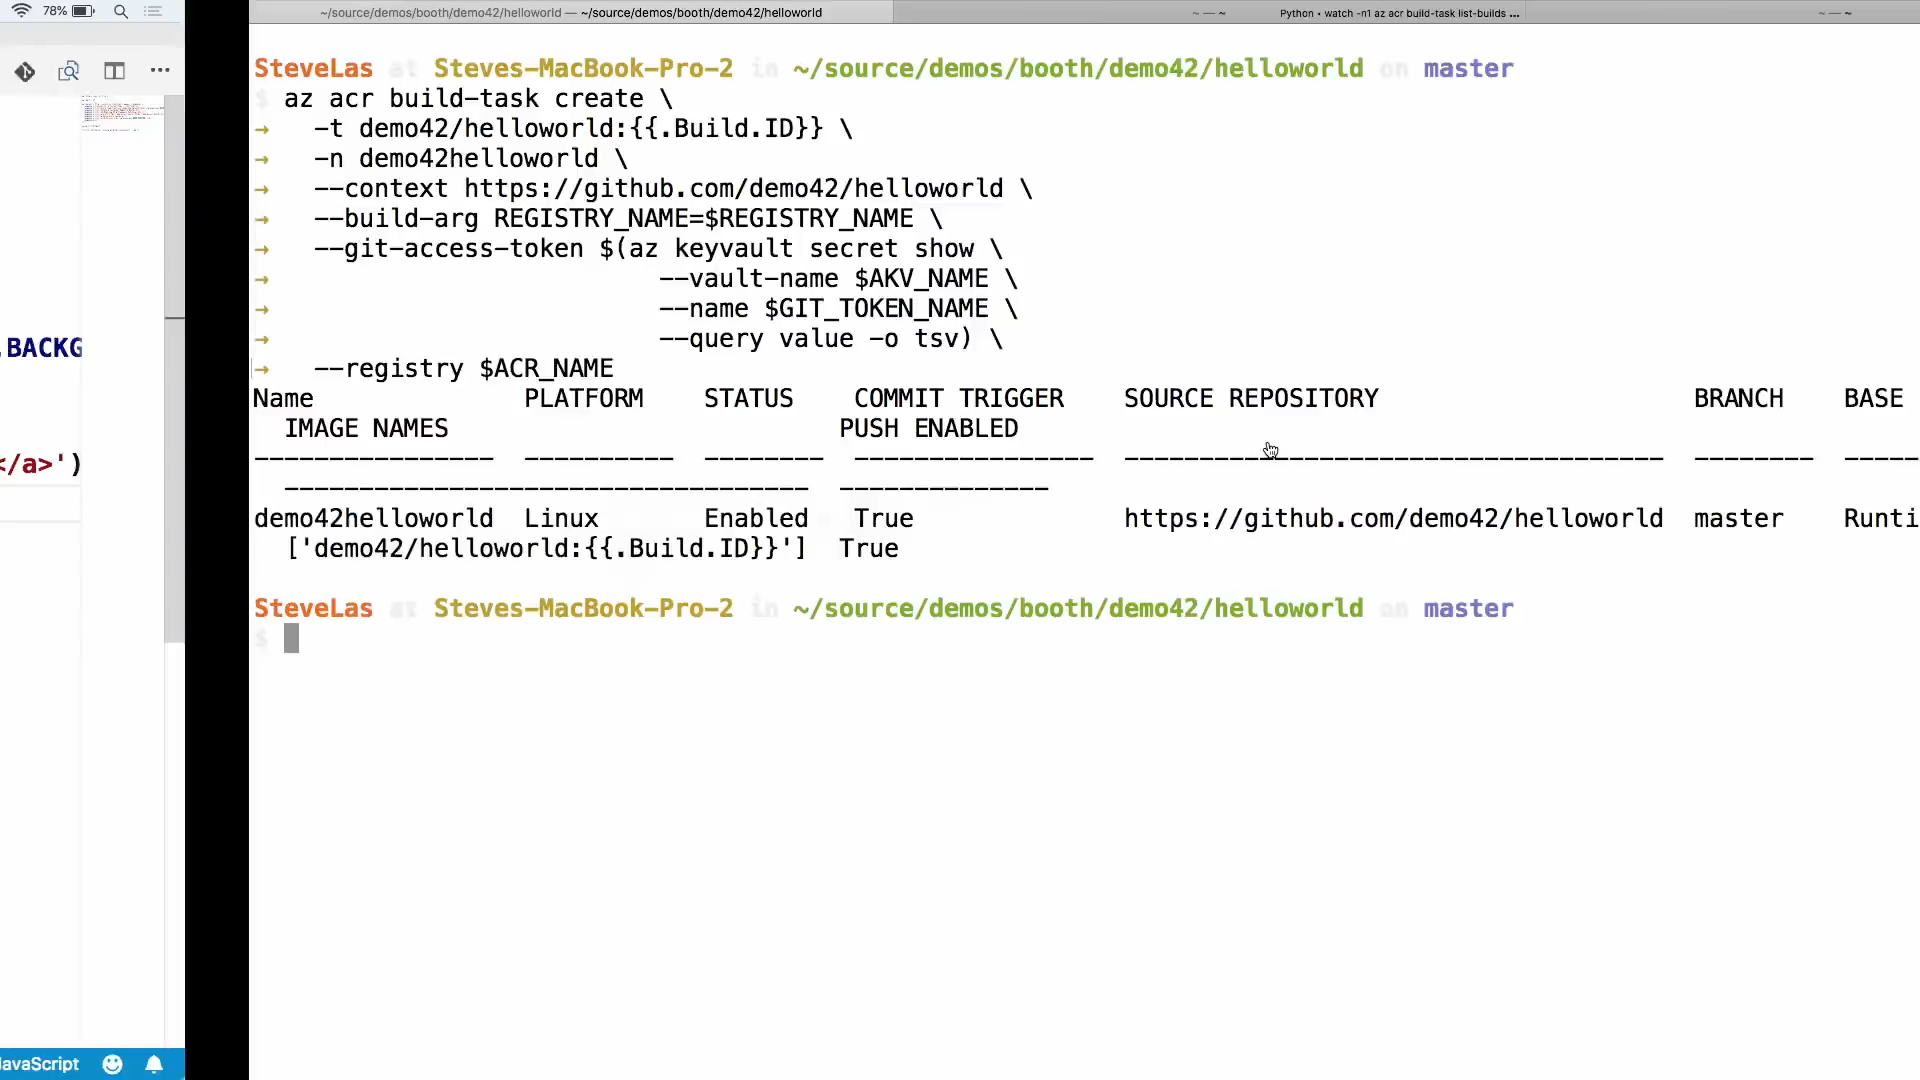 78%
~/source/demos/booth/demo42/helloworld — ~/source/demos/booth/demo42/helloworld
~ — ~
Python • watch -n1 az acr build-task list-builds ...
~ — ~
SteveLas at Steves-MacBook-Pro-2 in ~/source/demos/booth/demo42/helloworld on master
$ az acr build-task create \
→ -t demo42/helloworld:{{.Build.ID}} \
→ -n demo42helloworld \
→ --context https://github.com/demo42/helloworld \
→ --build-arg REGISTRY_NAME=$REGISTRY_NAME \
→ --git-access-token $(az keyvault secret show \
→ --vault-name $AKV_NAME \
→ --name $GIT_TOKEN_NAME \
→ --query value -o tsv) \
→ --registry $ACR_NAME
Name PLATFORM STATUS COMMIT TRIGGER SOURCE REPOSITORY BRANCH BASE
IMAGE NAMES PUSH ENABLED
---------------- ---------- -------- ---------------- ------------------------------------ -------- -----
----------------------------------- --------------
demo42helloworld Linux Enabled True https://github.com/demo42/helloworld master Runti
['demo42/helloworld:{{.Build.ID}}'] True
SteveLas at Steves-MacBook-Pro-2 in ~/source/demos/booth/demo42/helloworld on master
$
BACKG
</a>')
JavaScript